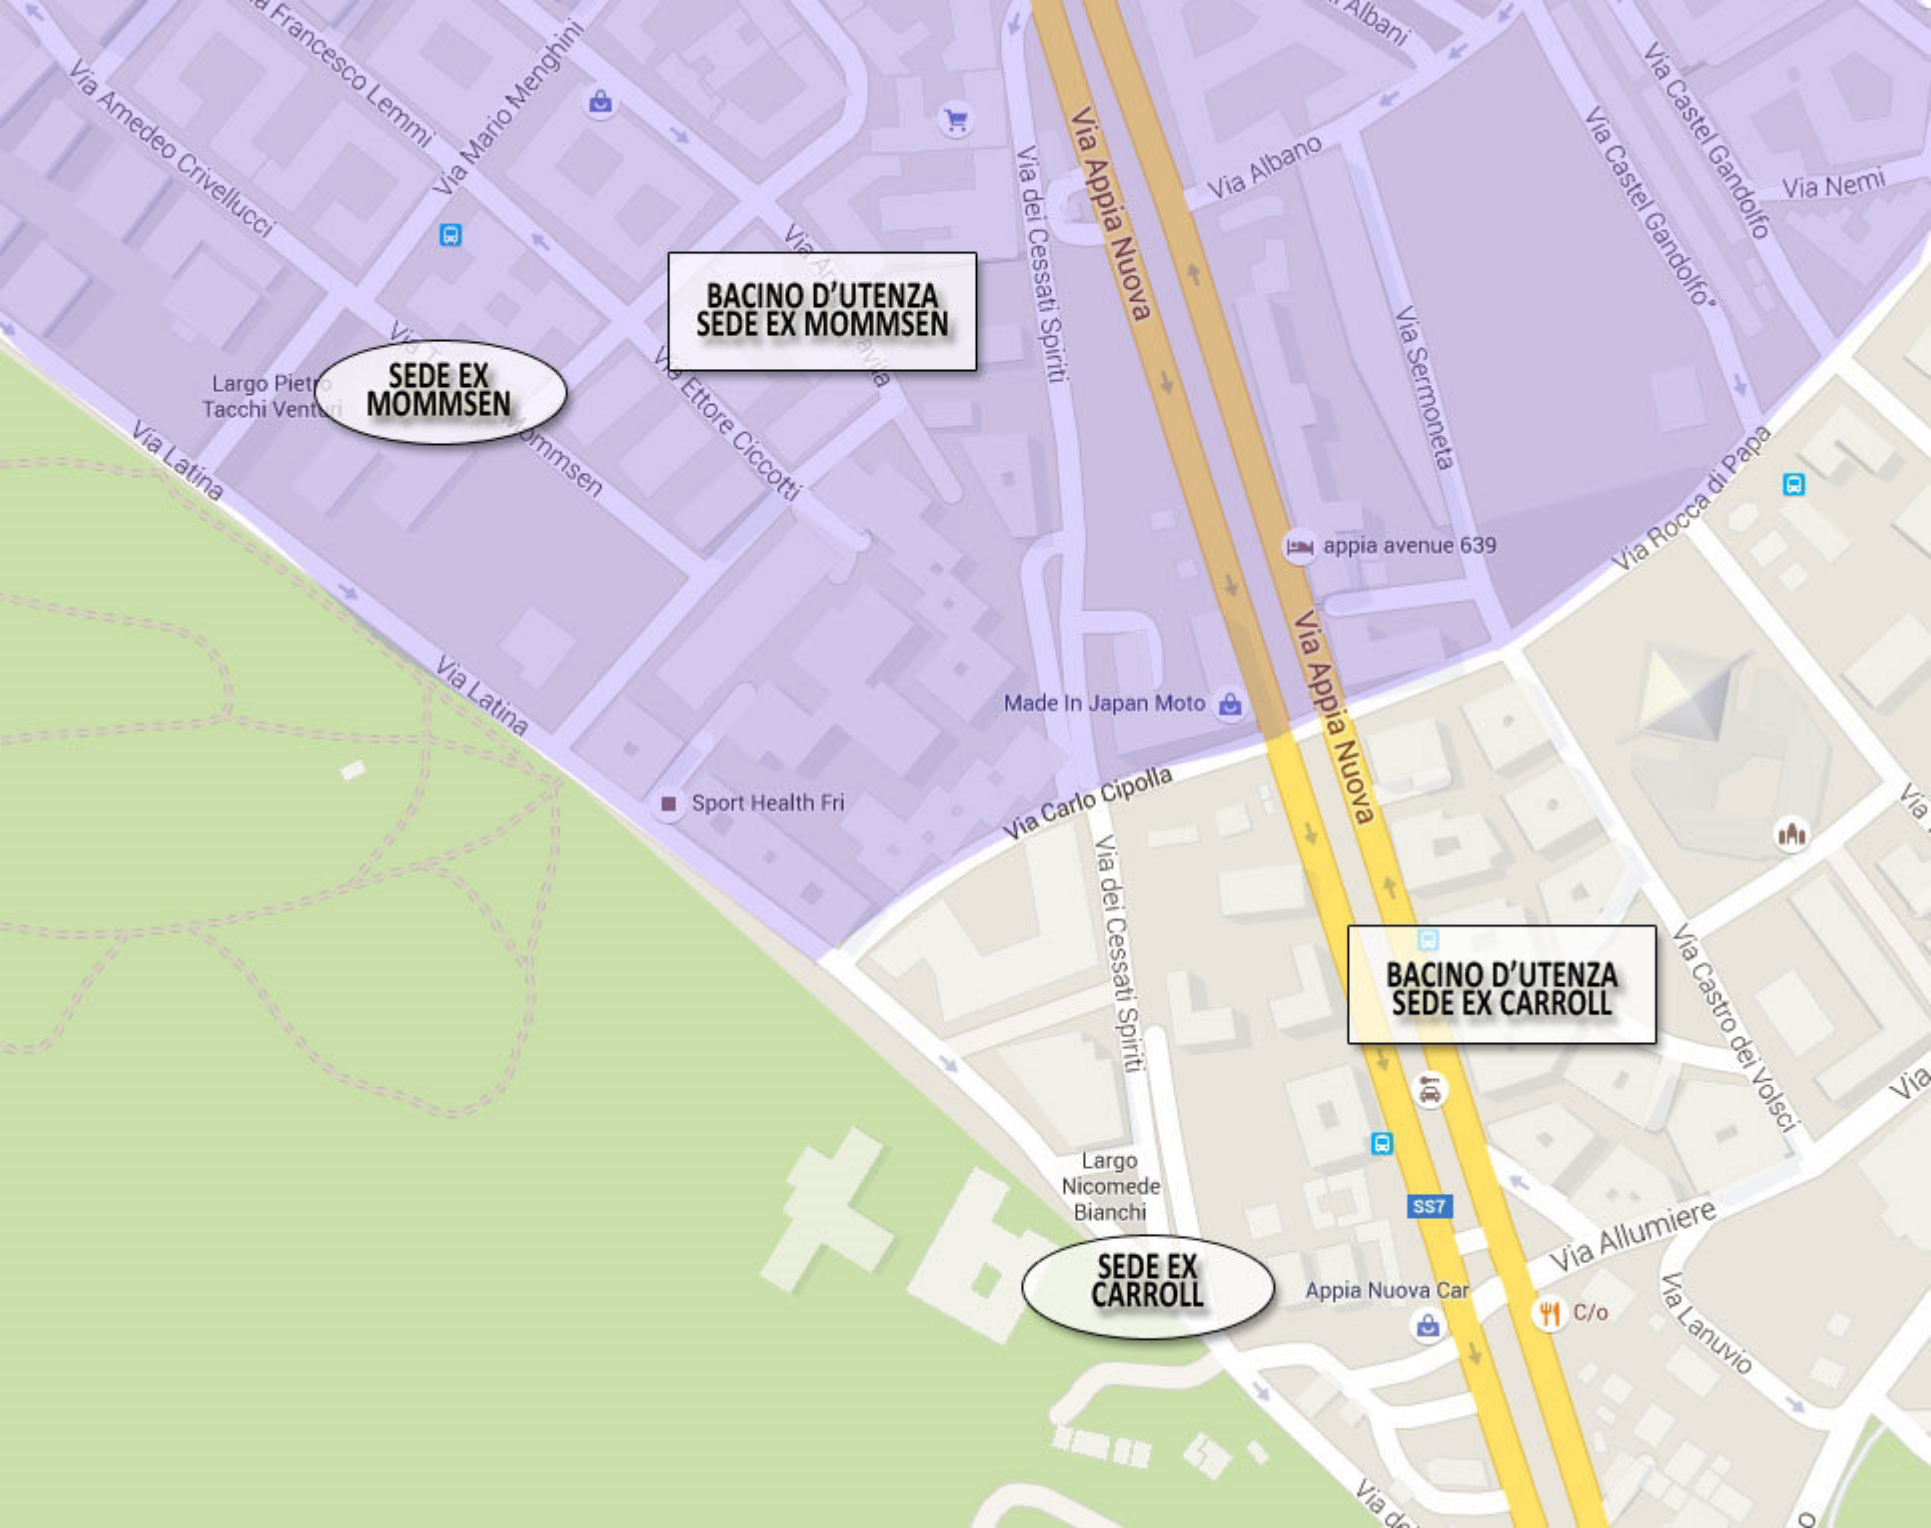 Via Francesco Lemmi
Via Mario Menghini
Via Amedeo Crivellucci
Albani
Via Castel Gandolfo
Via Castel Gandolfo
Via Nemi
Via Appia Nuova
Via Albano
Via dei Cessati Spiriti
BACINO D'UTENZA
SEDE EX MOMMSEN
Via Sermoneta
SEDE EX
MOMMSEN
Largo Pietro
Tacchi Venturi
Mommsen
Via Ettore Ciccotti
Via Latina
Via Rocca di Papa
appia avenue 639
Via Latina
Via Appia Nuova
Made In Japan Moto
Sport Health Fri
Via Carlo Cipolla
Via
Via dei Cessati Spiriti
BACINO D'UTENZA
SEDE EX CARROLL
Via Castro dei Volsci
Via
Largo
Nicomede
Bianchi
SS7
Via Allumiere
SEDE EX
CARROLL
Appia Nuova Car
C/o
Via Lanuvio
Via de